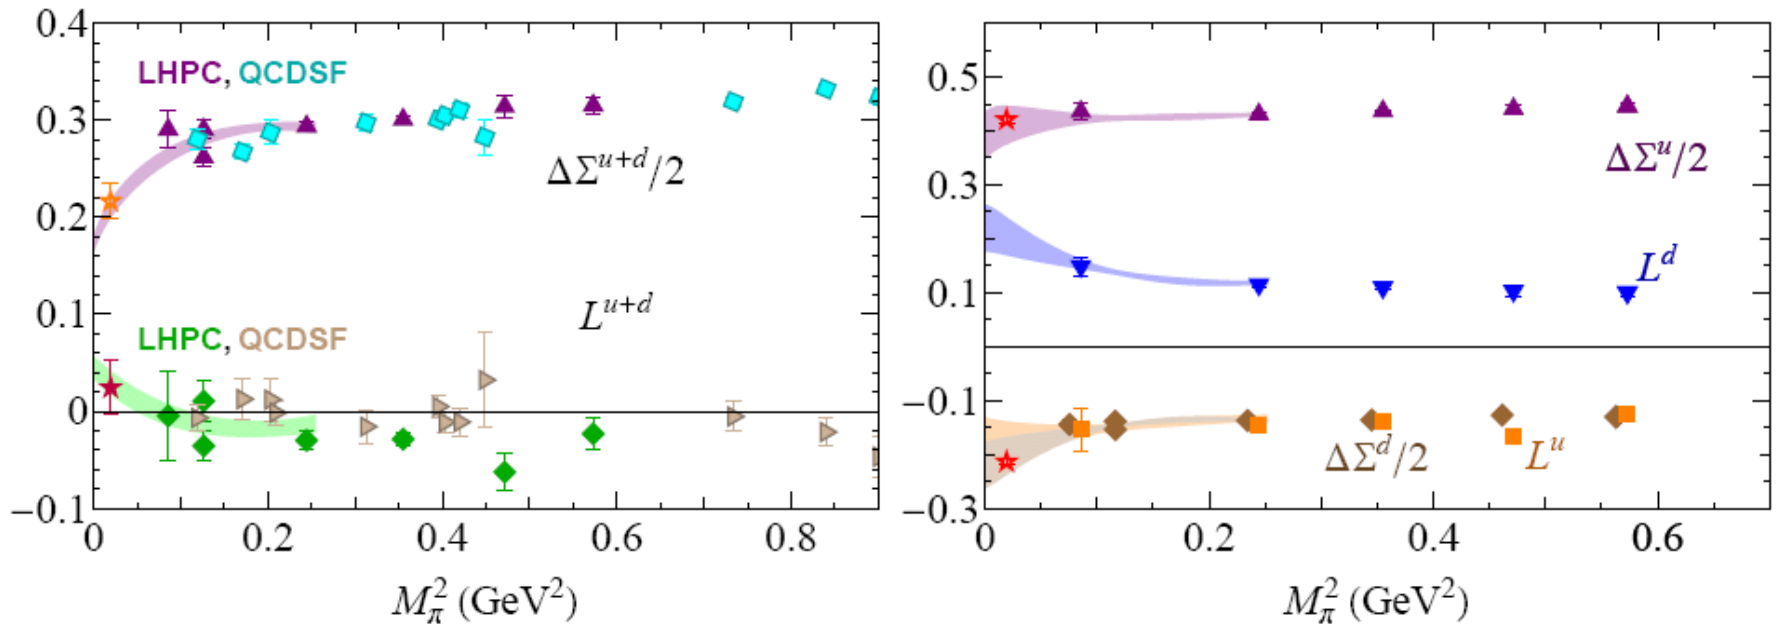 0.4
LHPC, QCDSF
0.3
ΔΣ^{u+d}/2
0.2
L^{u+d}
0.1
LHPC, QCDSF
0
−0.1
0 0.2 0.4 0.6 0.8
M_π^2 (GeV^2)
0.5
ΔΣ^u/2
0.3
L^d
0.1
−0.1
ΔΣ^d/2 L^u
−0.3
0 0.2 0.4 0.6
M_π^2 (GeV^2)